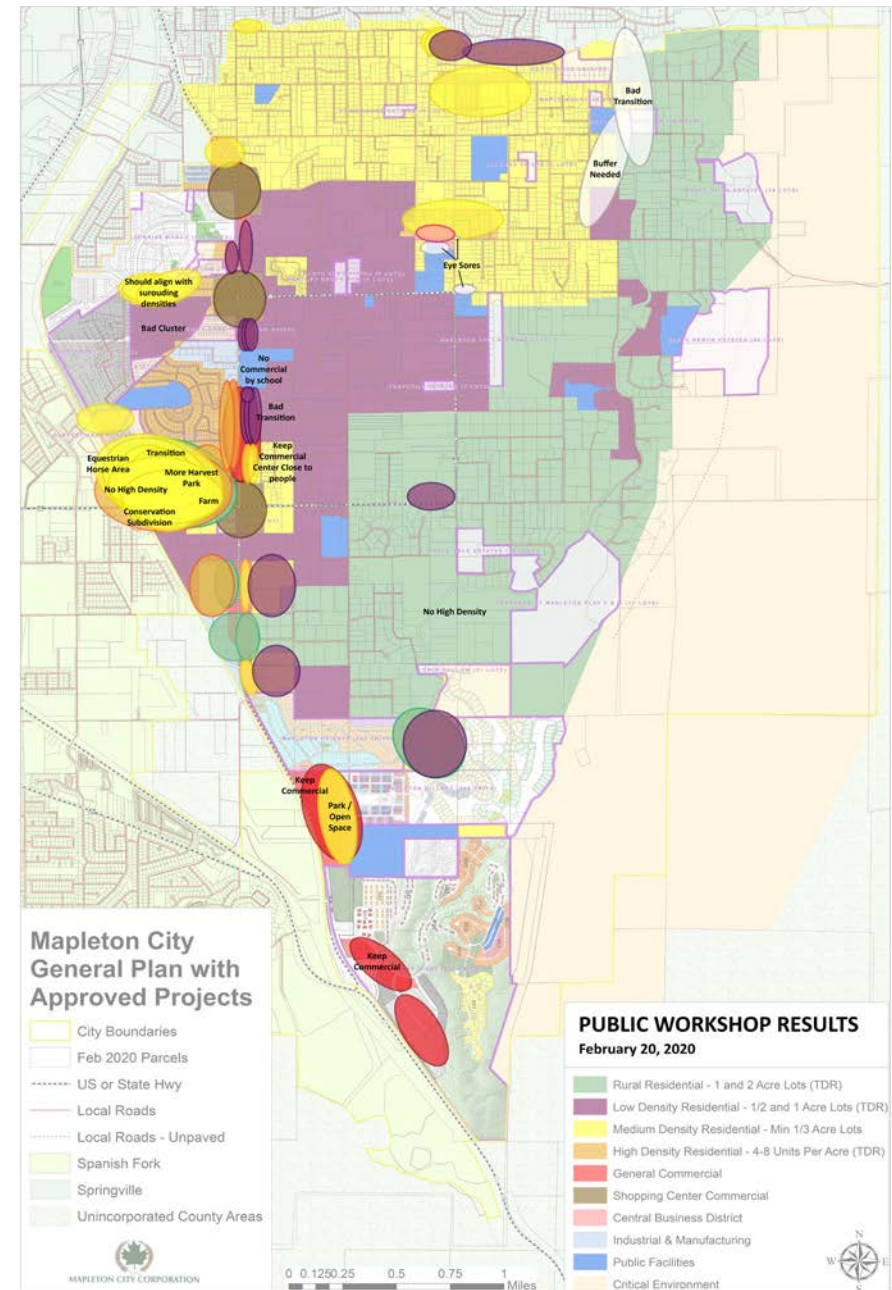 Bad
Transition
Buffer
Needed
Eye Sores
Should align with
surouding
densities
Bad Cluster
No
Commercial
by school
Bad
Transition
Keep
Commercial
Center Close to
people
Equestrian
Horse Area
Transition
More Harvest
Park
No High Density
Farm
Conservation
Subdivision
No High Density
Keep
Commercial
Park /
Open
Space
Keep
Commercial
Mapleton City
General Plan with
Approved Projects
City Boundaries
Feb 2020 Parcels
US or State Hwy
Local Roads
Local Roads - Unpaved
Spanish Fork
Springville
Unincorporated County Areas
MAPLETON CITY CORPORATION
0 0.125 0.25 0.5 0.75 1
Miles
PUBLIC WORKSHOP RESULTS
February 20, 2020
Rural Residential - 1 and 2 Acre Lots (TDR)
Low Density Residential - 1/2 and 1 Acre Lots (TDR)
Medium Density Residential - Min 1/3 Acre Lots
High Density Residential - 4-8 Units Per Acre (TDR)
General Commercial
Shopping Center Commercial
Central Business District
Industrial & Manufacturing
Public Facilities
Critical Environment
N
W
E
S